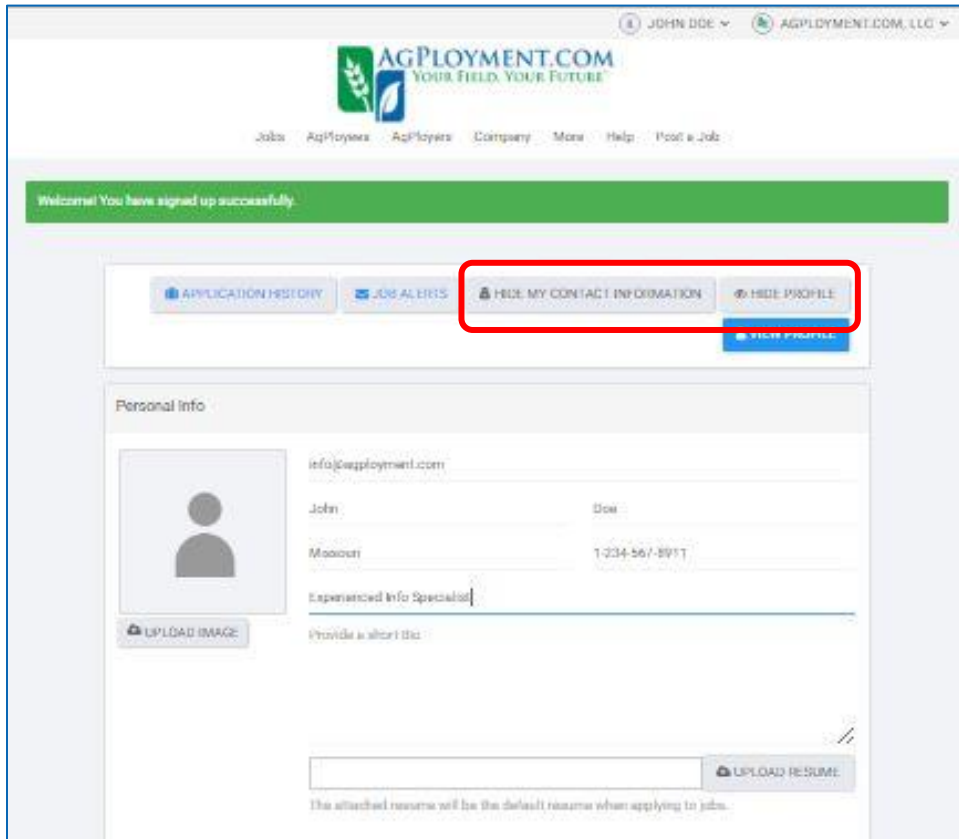 JOHN DOE AGPLOYMENT.COM, LLC
AGPLOYMENT.COM
YOUR FIELD. YOUR FUTURE
Jobs AgPloyees AgPloyers Company More Help Post a Job
Welcome! You have signed up successfully.
APPLICATION HISTORY JOB ALERTS HIDE MY CONTACT INFORMATION HIDE PROFILE
VIEW PROFILE
Personal Info
info@agployment.com
John Doe
Missouri 1-234-567-8911
Experienced Info Specialist
UPLOAD IMAGE Provide a short Bio
UPLOAD RESUME
The attached resume will be the default resume when applying to jobs.